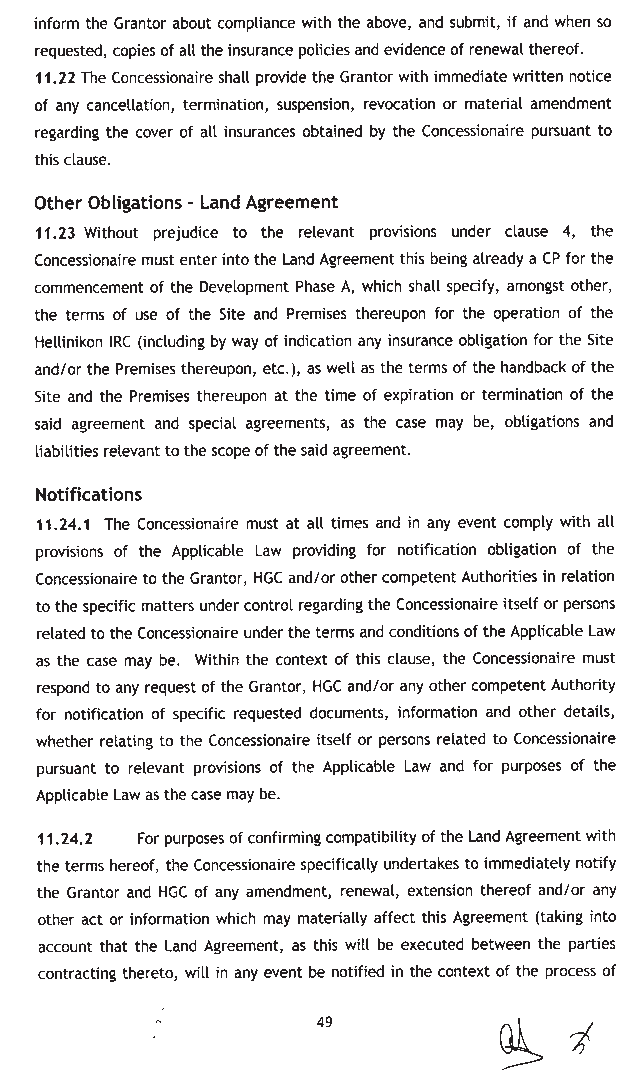 inform the Grantor about compliance with the above, and submit, if and when so
requested, copies of all the insurance policies and evidence of renewal thereof.
11.22 The Concessionaire shall provide the Grantor with immediate written notice
of any cancellation, termination, suspension, revocation or material amendment
regarding the cover of all insurances obtained by the Concessionaire pursuant to
this clause.
Other Obligations - Land Agreement
11.23 Without prejudice to the relevant provisions under clause 4, the
Concessionaire must enter into the Land Agreement this being already a CP for the
commencement of the Development Phase A, which shall specify, amongst other,
the terms of use of the Site and Premises thereupon for the operation of the
Hellinikon IRC (including by way of indication any insurance obligation for the Site
and/or the Premises thereupon, etc.), as well as the terms of the handback of the
Site and the Premises thereupon at the time of expiration or termination of the
said agreement and special agreements, as the case may be, obligations and
liabilities relevant to the scope of the said agreement.
Notifications
11.24.1 The Concessionaire must at all times and in any event comply with all
provisions of the Applicable Law providing for notification obligation of the
Concessionaire to the Grantor, HGC and/or other competent Authorities in relation
to the specific matters under control regarding the Concessionaire itself or persons
related to the Concessionaire under the terms and conditions of the Applicable Law
as the case may be. Within the context of this clause, the Concessionaire must
respond to any request of the Grantor, HGC and/or any other competent Authority
for notification of specific requested documents, information and other details,
whether relating to the Concessionaire itself or persons related to Concessionaire
pursuant to relevant provisions of the Applicable Law and for purposes of the
Applicable Law as the case may be.
11.24.2 For purposes of confirming compatibility of the Land Agreement with
the terms hereof, the Concessionaire specifically undertakes to immediately notify
the Grantor and HGC of any amendment, renewal, extension thereof and/or any
other act or information which may materially affect this Agreement (taking into
account that the Land Agreement, as this will be executed between the parties
contracting thereto, will in any event be notified in the context of the process of
49